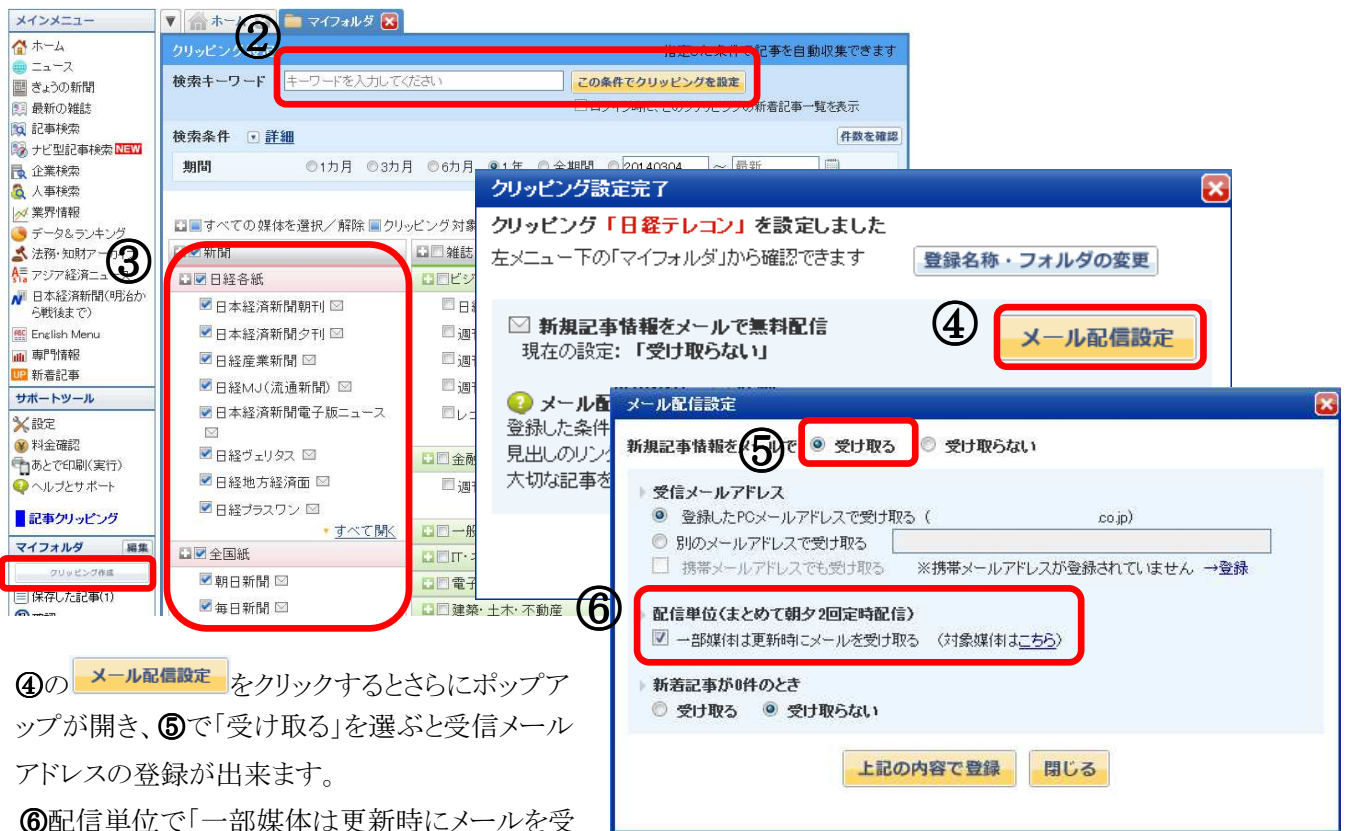 メインメニュー
ホーム
ニュース
きょうの新聞
最新の雑誌
記事検索
ナビ型記事検索 NEW
企業検索
人事検索
業界情報
データ&ランキング
法務・知財アー
アジア経済ニュ
日本経済新聞(明治か
ら戦後まで)
English Menu
専門情報
UP 新着記事
サポートツール
設定
料金確認
あとで印刷(実行)
ヘルプとサポート
記事クリッピング
マイフォルダ 編集
クリッピング作成
保存した記事(1)
▼ ホー マイフォルダ
②
クリッピング
指定した条件で記事を自動収集できます
検索キーワード キーワードを入力してください この条件でクリッピングを設定
ログイン時に、このクリッピングの新着記事一覧を表示
検索条件 詳細 件数を確認
期間 1カ月 3カ月 6カ月 1年 全期間 20140304 ~ 最新
すべての媒体を選択/解除 クリッピング対象
③
新聞
日経各紙
日本経済新聞朝刊
日本経済新聞夕刊
日経産業新聞
日経MJ(流通新聞)
日本経済新聞電子版ニュース
日経ヴェリタス
日経地方経済面
日経プラスワン
すべて開く
全国紙
朝日新聞
毎日新聞
雑誌
ビジ
日経
週刊
週刊
週刊
レコ
金融
週刊
一般
IT・
電子
建築・土木・不動産
クリッピング設定完了
クリッピング「日経テレコン」を設定しました
左メニュー下の「マイフォルダ」から確認できます 登録名称・フォルダの変更
新規記事情報をメールで無料配信
現在の設定:「受け取らない」
④ メール配信設定
メール配
登録した条件
見出しのリンク
大切な記事を
メール配信設定
新規記事情報をメールで 受け取る 受け取らない
⑤
受信メールアドレス
登録したPCメールアドレスで受け取る( co.jp)
別のメールアドレスで受け取る
携帯メールアドレスでも受け取る ※携帯メールアドレスが登録されていません →登録
⑥
配信単位(まとめて朝夕2回定時配信)
一部媒体は更新時にメールを受け取る (対象媒体はこちら)
新着記事が0件のとき
受け取る 受け取らない
上記の内容で登録 閉じる
④の メール配信設定 をクリックするとさらにポップア
ップが開き、⑤で「受け取る」を選ぶと受信メール
アドレスの登録が出来ます。
⑥配信単位で「一部媒体は更新時にメールを受